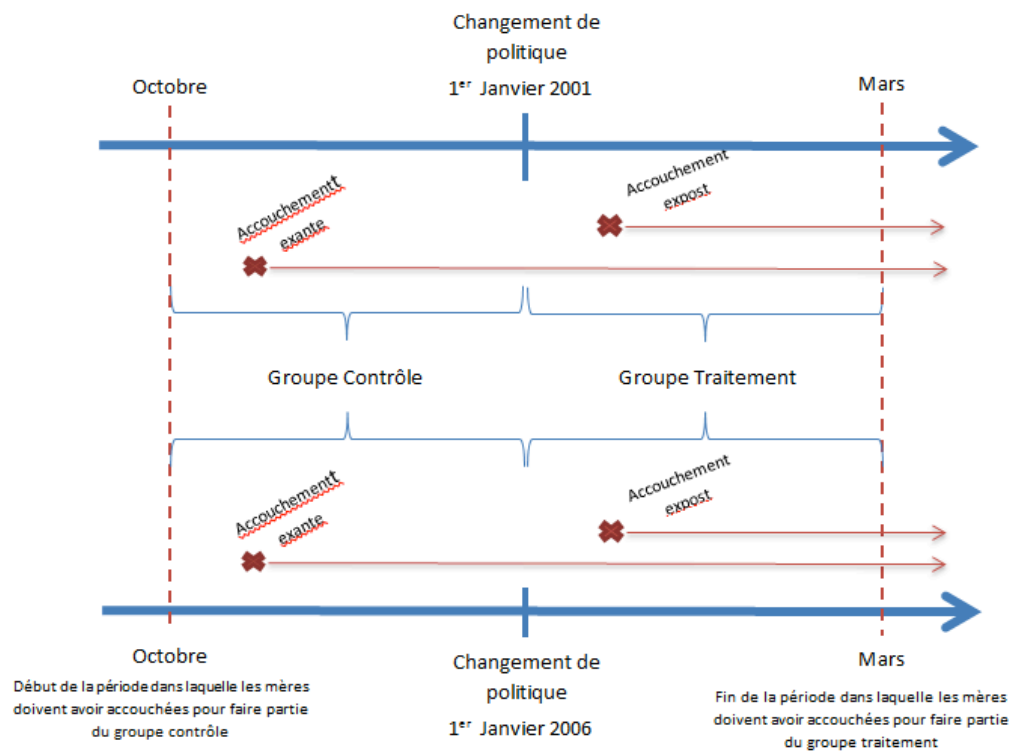 Changement de
politique
1er Janvier 2001
Octobre
Mars
Accouchementt
exante
Accouchement
expost
Groupe Contrôle
Groupe Traitement
Accouchementt
exante
Accouchement
expost
Octobre
Début de la période dans laquelle les mères
doivent avoir accouchées pour faire partie
du groupe contrôle
Changement de
politique
1er Janvier 2006
Mars
Fin de la période dans laquelle les mères
doivent avoir accouchées pour faire partie
du groupe traitement